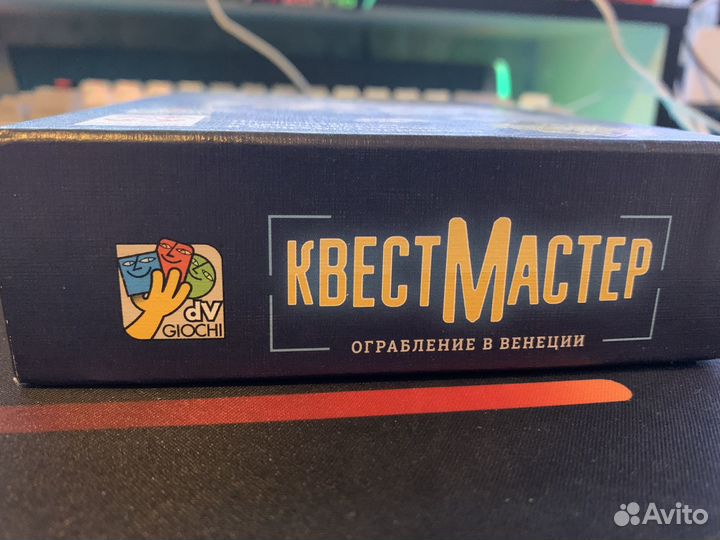 КВЕСТМАСТЕР
ОГРАБЛЕНИЕ В ВЕНЕЦИИ
dV
GIOCHI
Avito